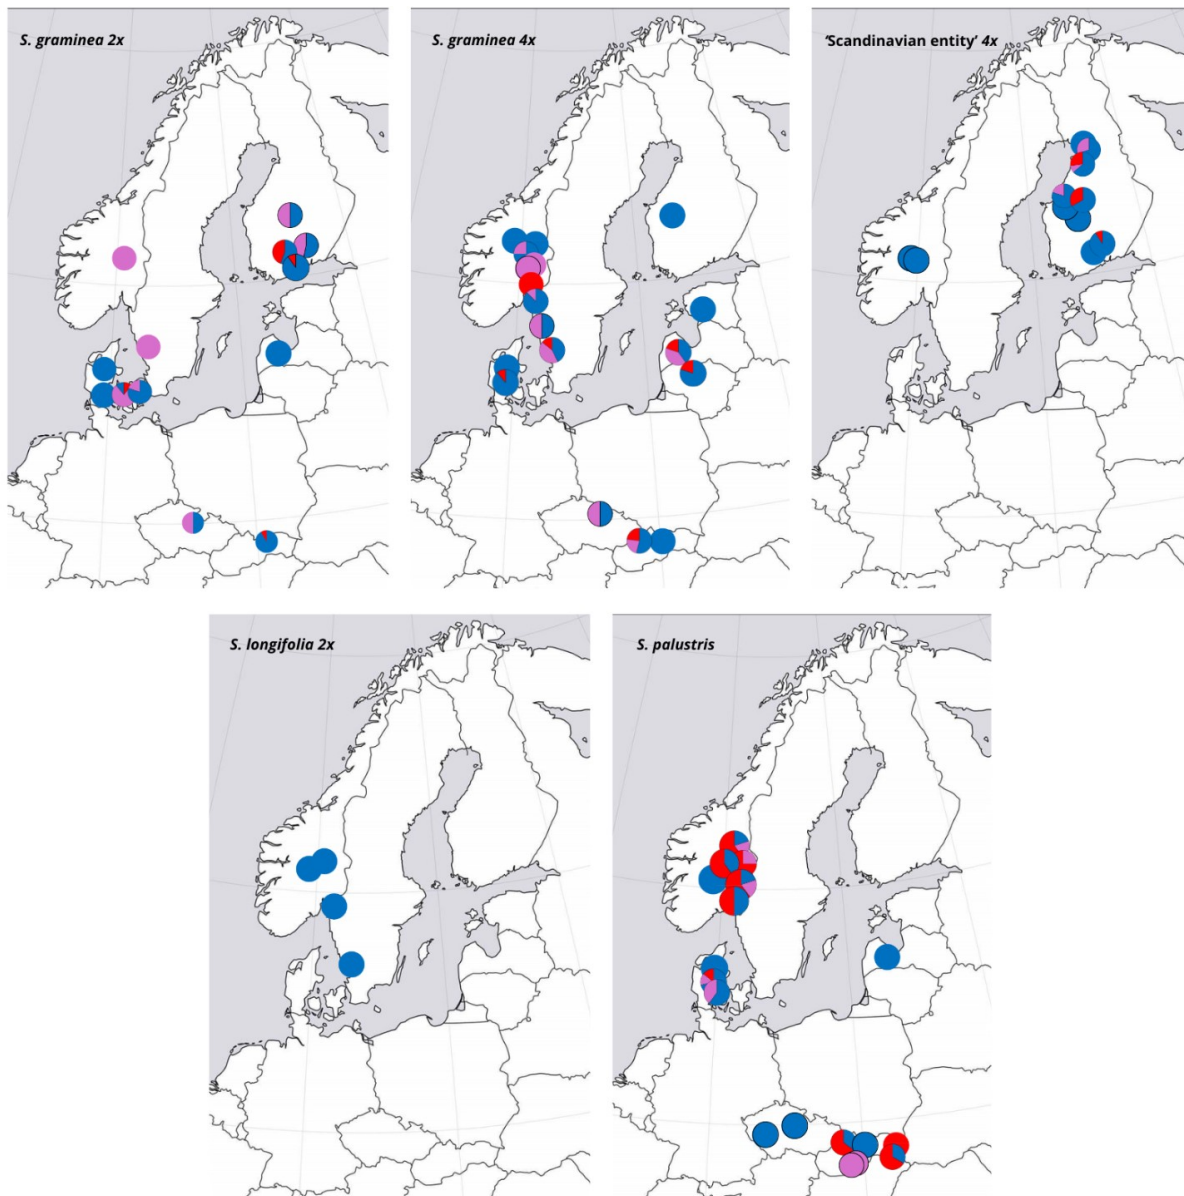 S. graminea 2x
S. graminea 4x
‘Scandinavian entity’ 4x
S. longifolia 2x
S. palustris